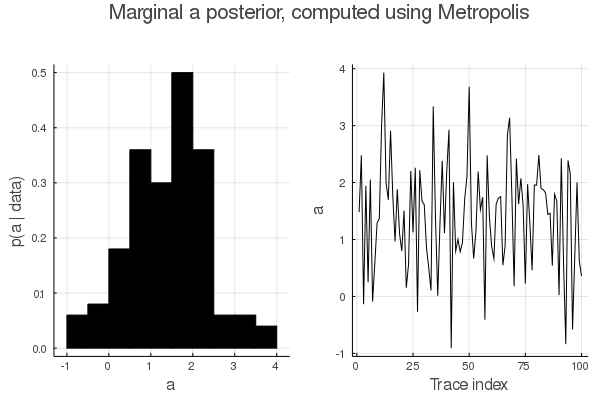 Marginal a posterior, computed using Metropolis
p(a | data)
0.5
0.4
0.3
0.2
0.1
0.0
-1 0 1 2 3 4
a
a
4
3
2
1
0
-1
0 25 50 75 100
Trace index